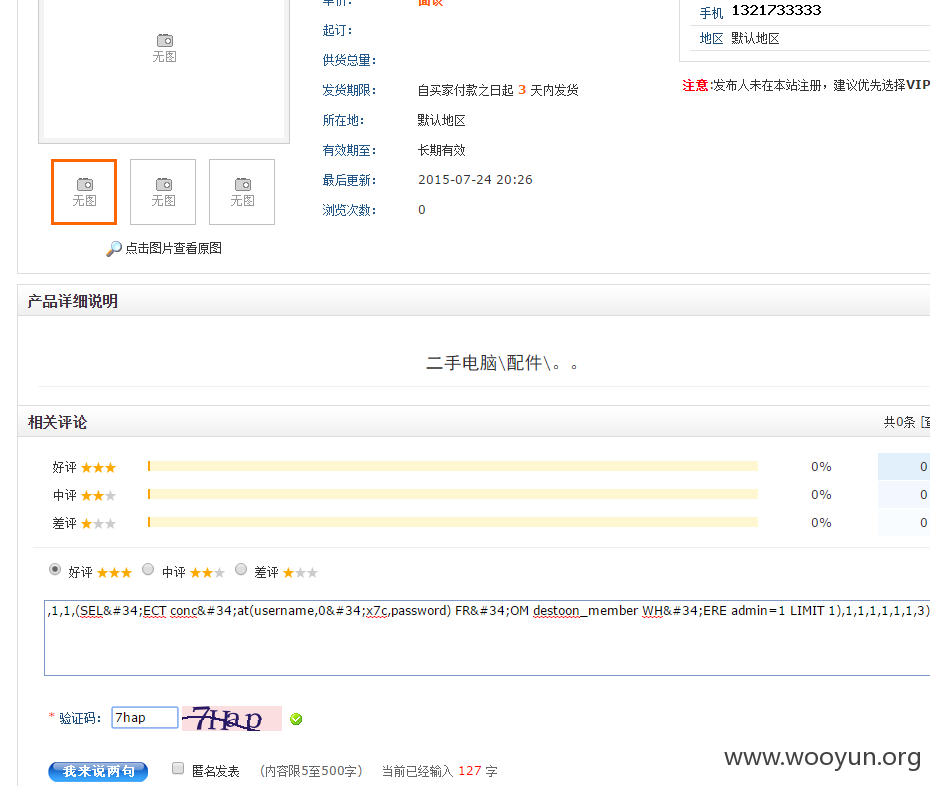 手机 1321733333
起订：
无图
地区 默认地区
供货总量：
发货期限： 自买家付款之日起 3 天内发货
注意:发布人未在本站注册，建议优先选择VIP
所在地： 默认地区
有效期至： 长期有效
最后更新： 2015-07-24 20:26
无图 无图 无图
浏览次数： 0
点击图片查看原图
产品详细说明
二手电脑\配件\。。
相关评论 共0条
好评 0% 0
中评 0% 0
差评 0% 0
好评 中评 差评
,1,1,(SEL&#34;ECT conc&#34;at(username,0&#34;x7c,password) FR&#34;OM destoon_member WH&#34;ERE admin=1 LIMIT 1),1,1,1,1,1,1,3)
* 验证码： 7hap 7Hap
www.wooyun.org
我来说两句 匿名发表 (内容限5至500字) 当前已经输入 127 字